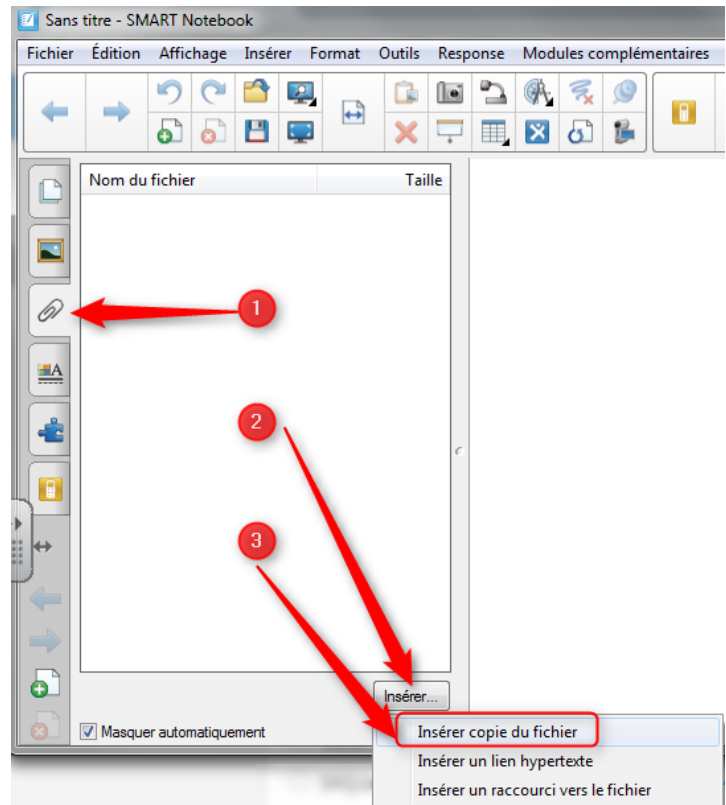 Sans titre - SMART Notebook
Fichier Édition Affichage Insérer Format Outils Response Modules complémentaires
Nom du fichier Taille
1
2
3
Insérer...
Masquer automatiquement
Insérer copie du fichier
Insérer un lien hypertexte
Insérer un raccourci vers le fichier